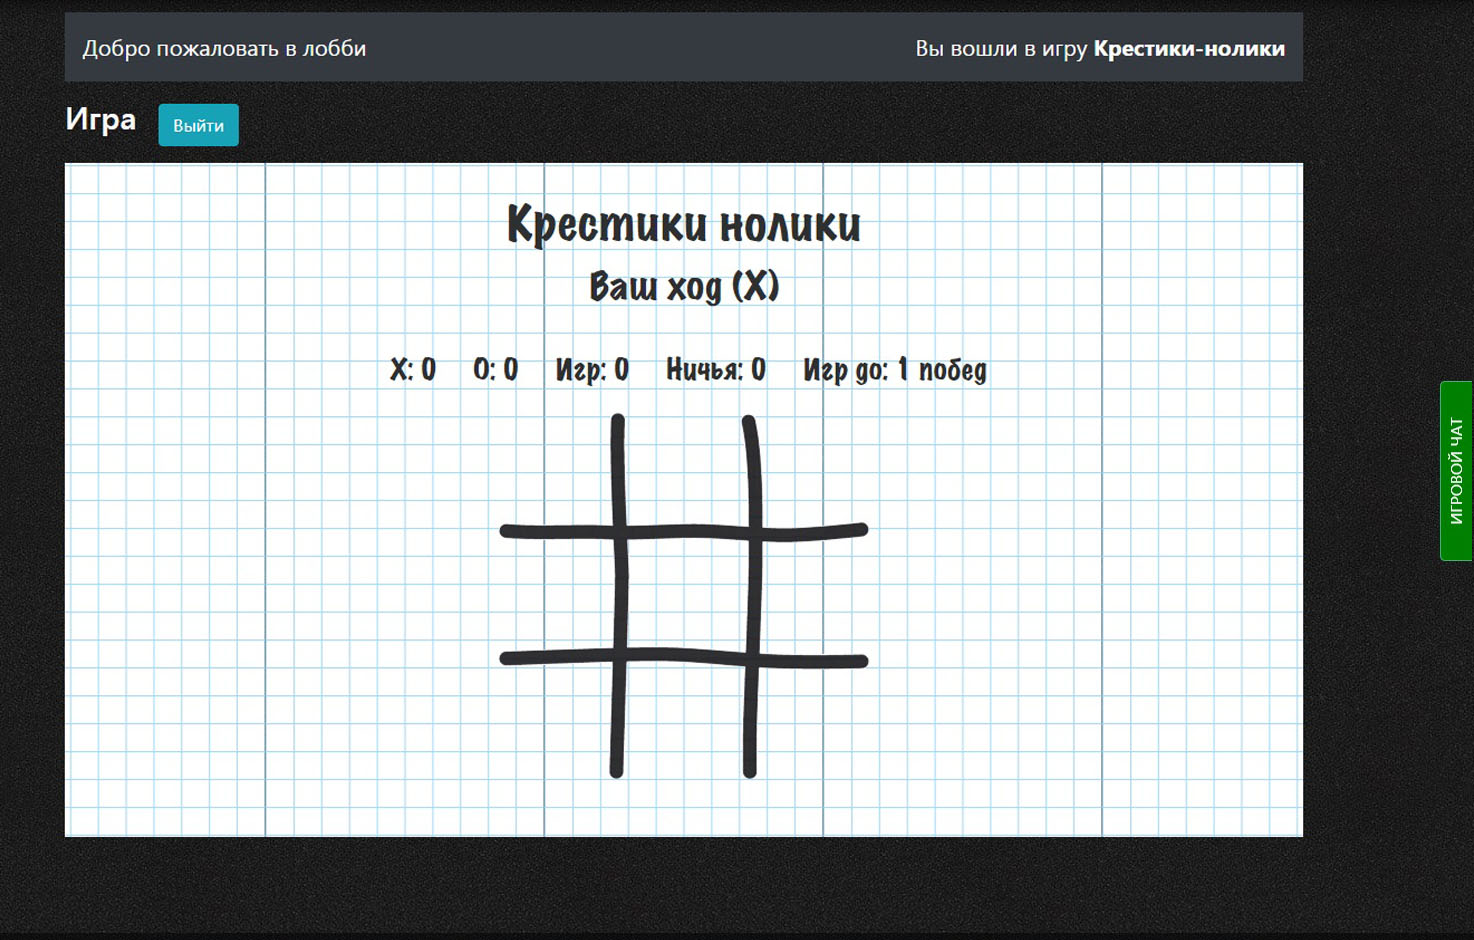 Добро пожаловать в лобби
Вы вошли в игру Крестики-нолики
Игра
Выйти
Крестики нолики
Ваш ход (X)
X: 0 O: 0 Игр: 0 Ничья: 0 Игр до: 1 побед
ИГРОВОЙ ЧАТ